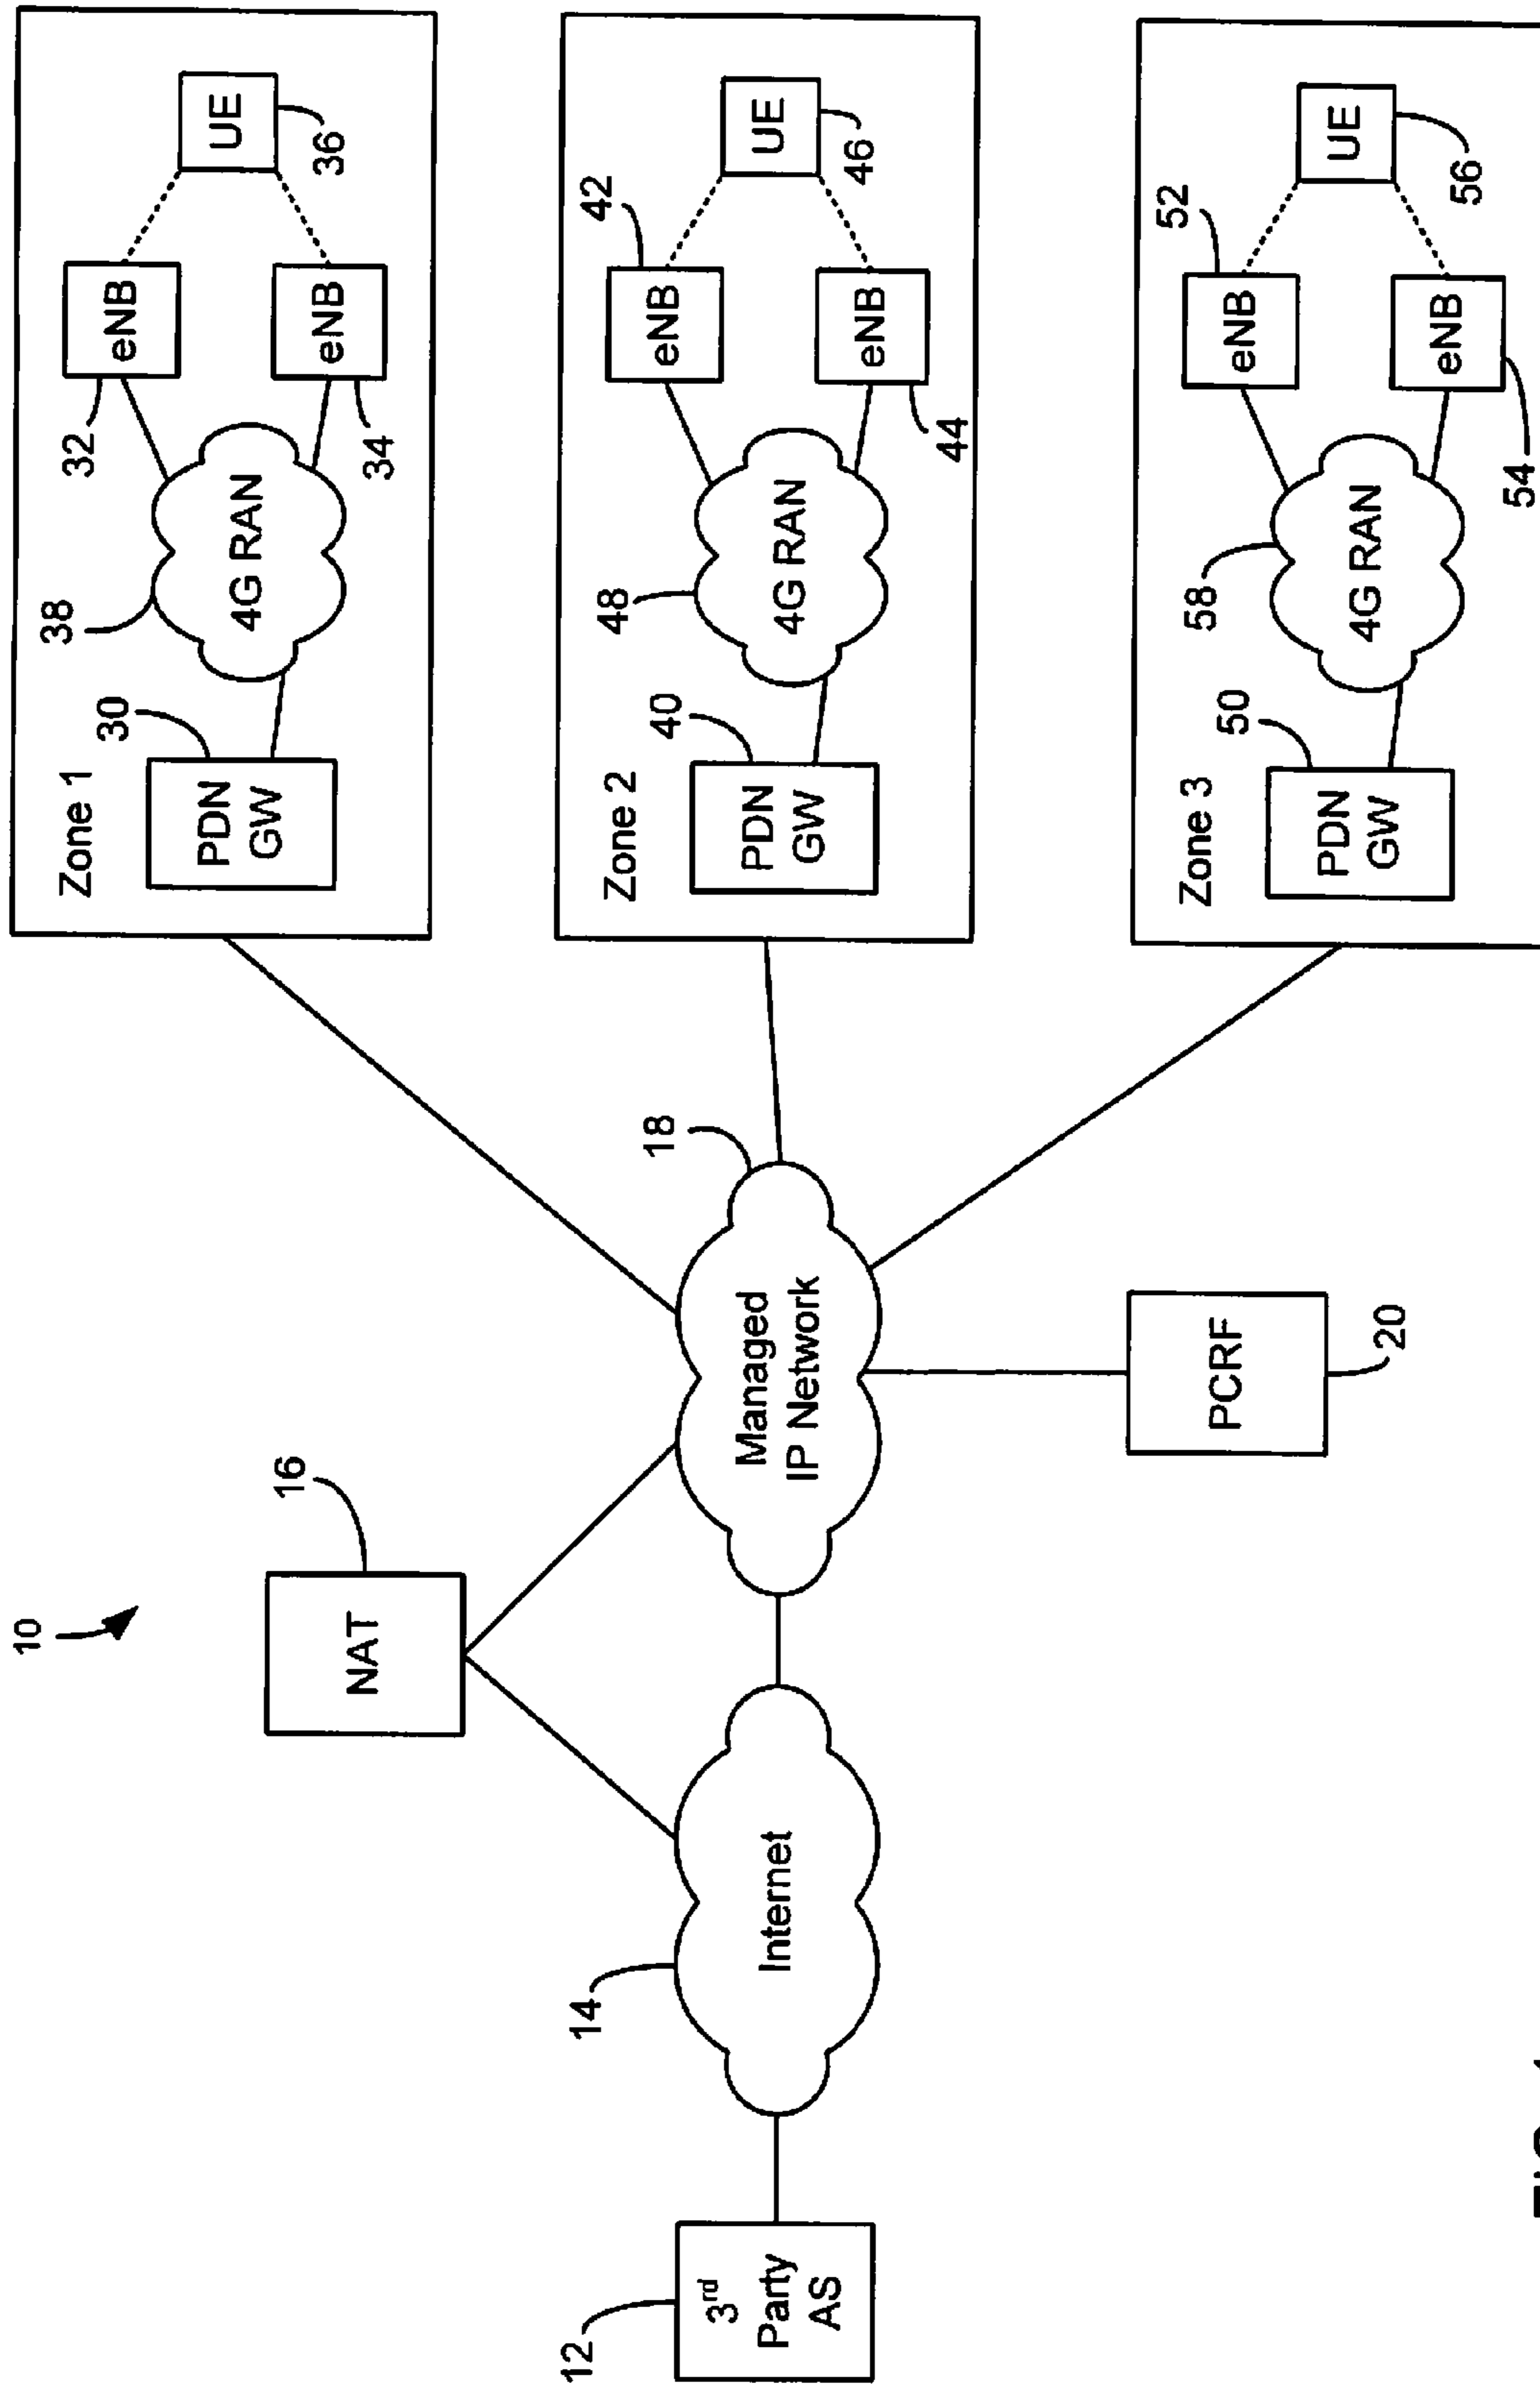 10
12
3rd
Party
AS
14
Internet
NAT
16
Managed
IP Network
18
PCRF
20
Zone 1
PDN
GW
30
38
4G RAN
32
eNB
eNB
34
UE
36
Zone 2
PDN
GW
40
48
4G RAN
42
eNB
eNB
44
UE
46
Zone 3
PDN
GW
50
58
4G RAN
52
eNB
eNB
54
UE
56